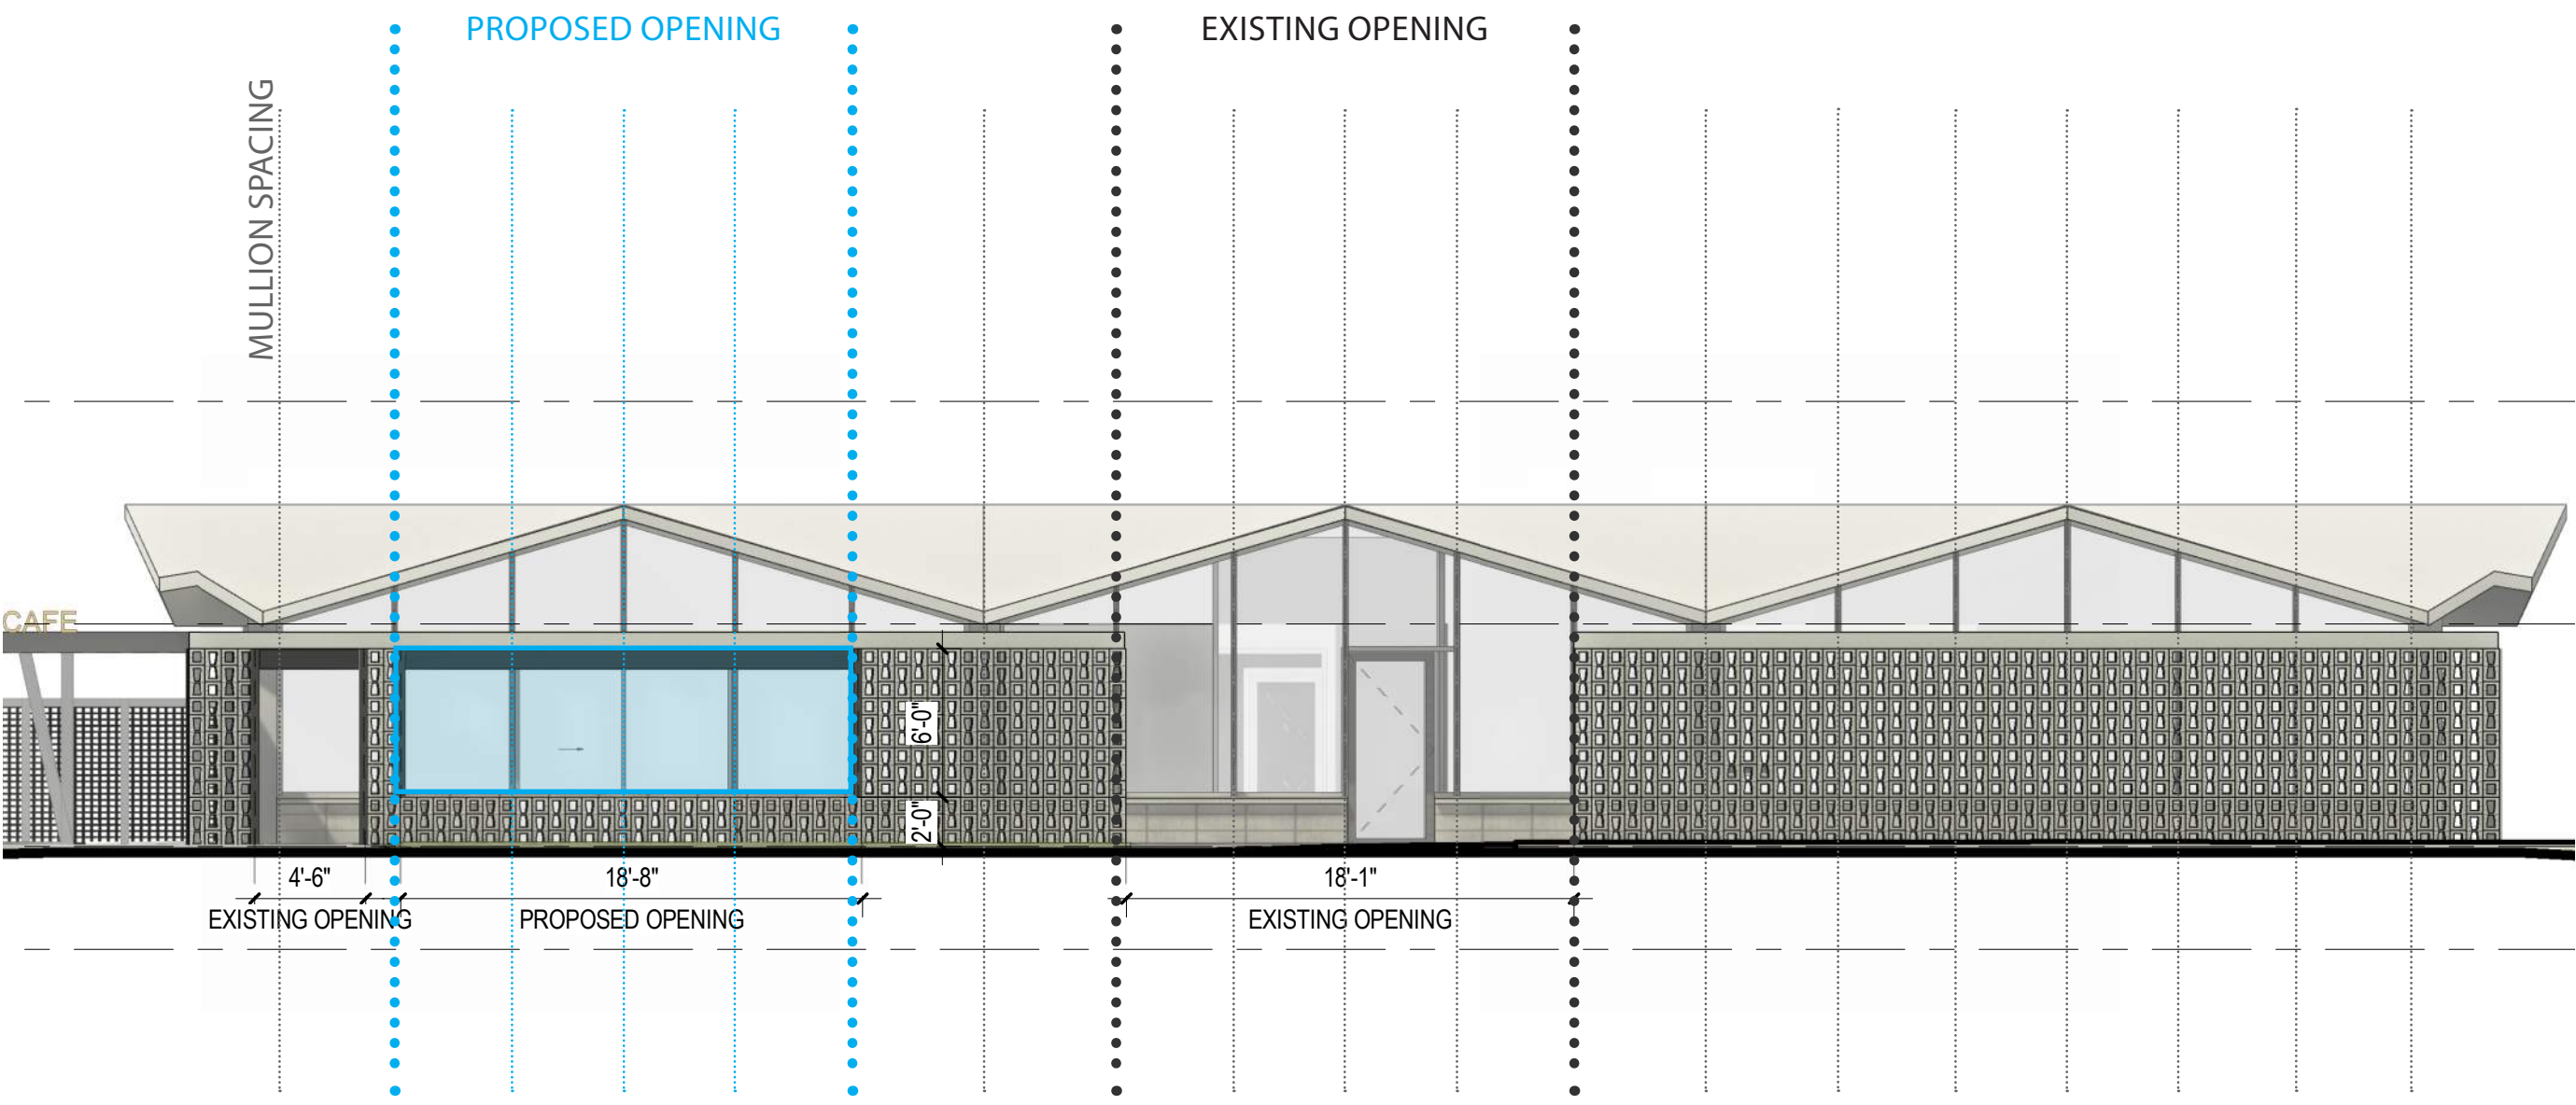 PROPOSED OPENING
EXISTING OPENING
MULLION SPACING
CAFE
6'-0"
2'-0"
4'-6"
18'-8"
18'-1"
EXISTING OPENING
PROPOSED OPENING
EXISTING OPENING